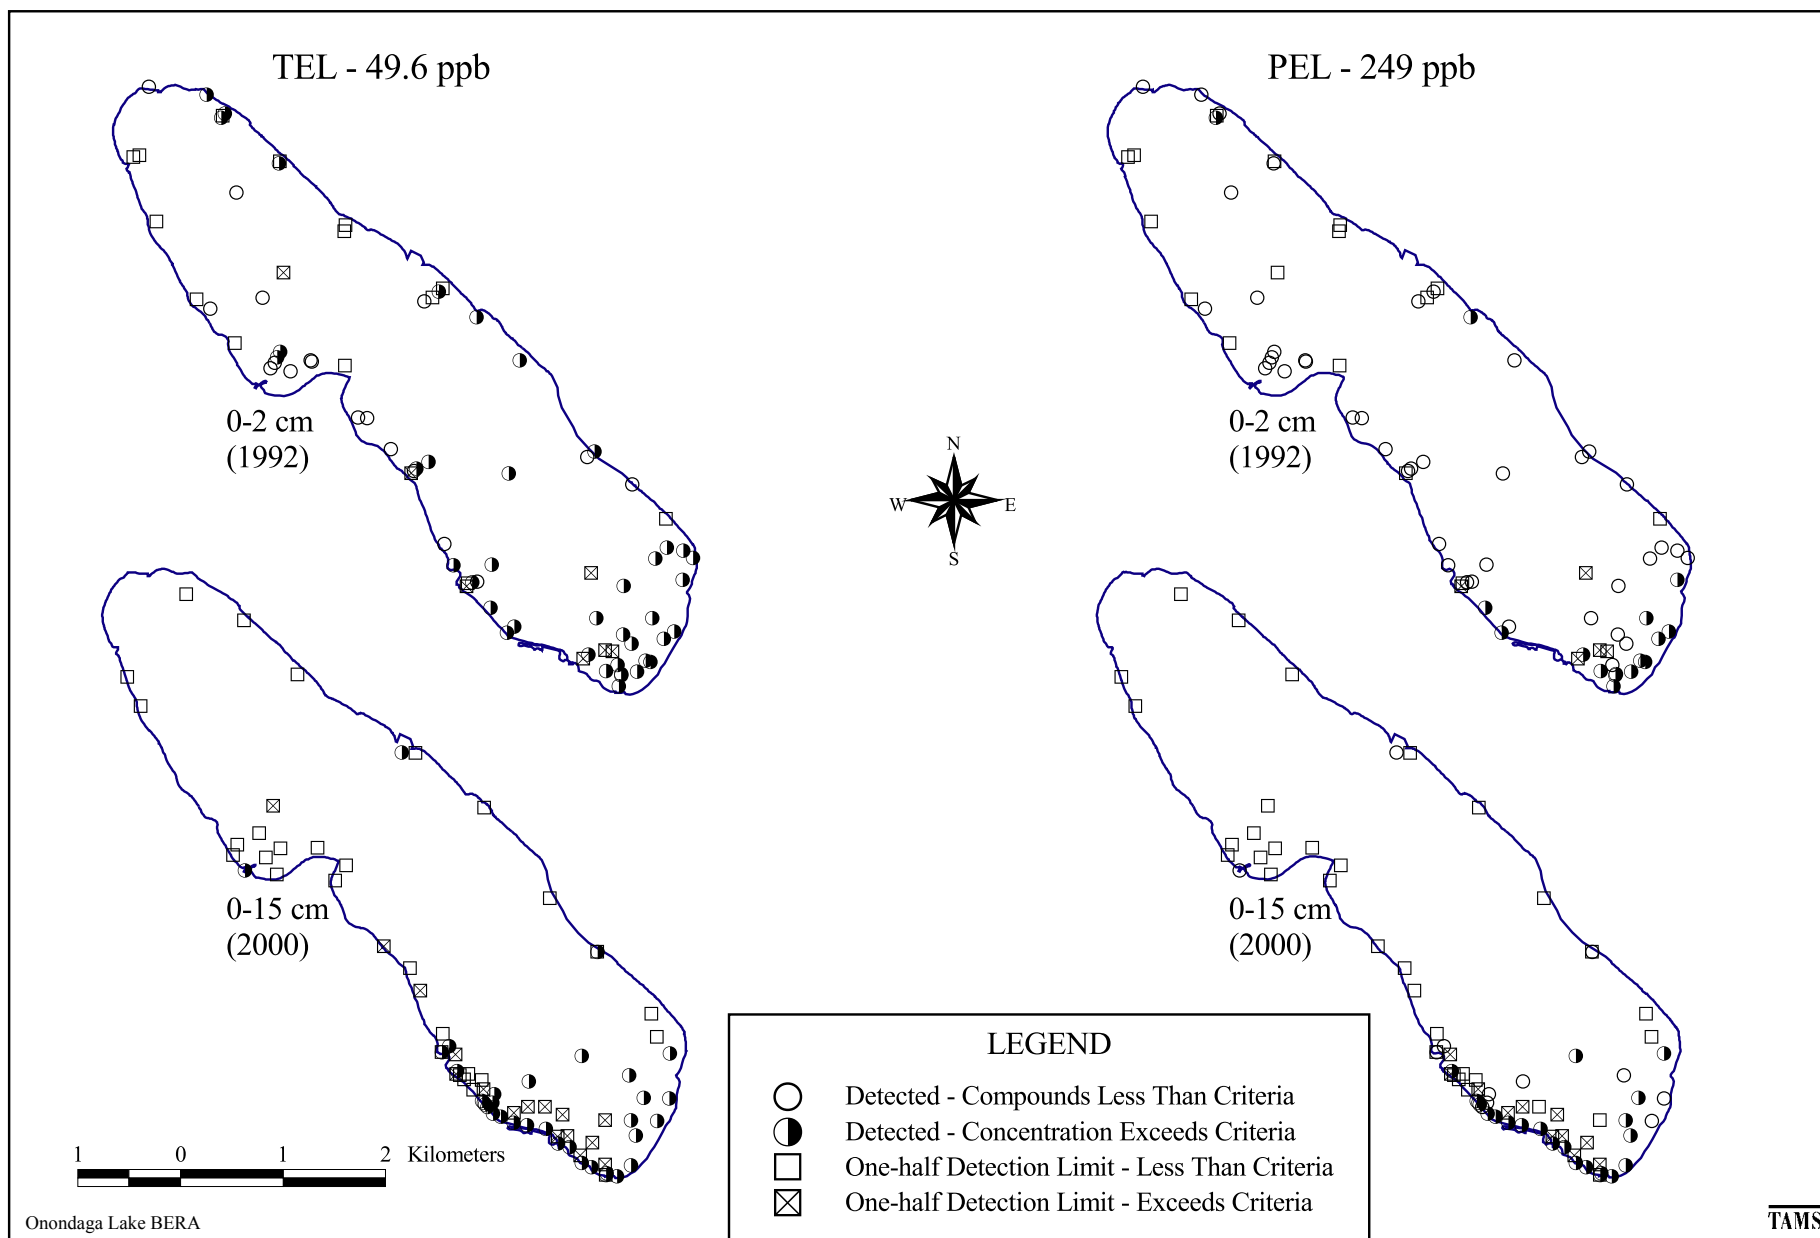 TEL - 49.6 ppb
PEL - 249 ppb
0-2 cm
(1992)
0-2 cm
(1992)
N
W
E
S
0-15 cm
(2000)
0-15 cm
(2000)
LEGEND
Detected - Compounds Less Than Criteria
Detected - Concentration Exceeds Criteria
One-half Detection Limit - Less Than Criteria
One-half Detection Limit - Exceeds Criteria
1 0 1 2 Kilometers
Onondaga Lake BERA
TAMS